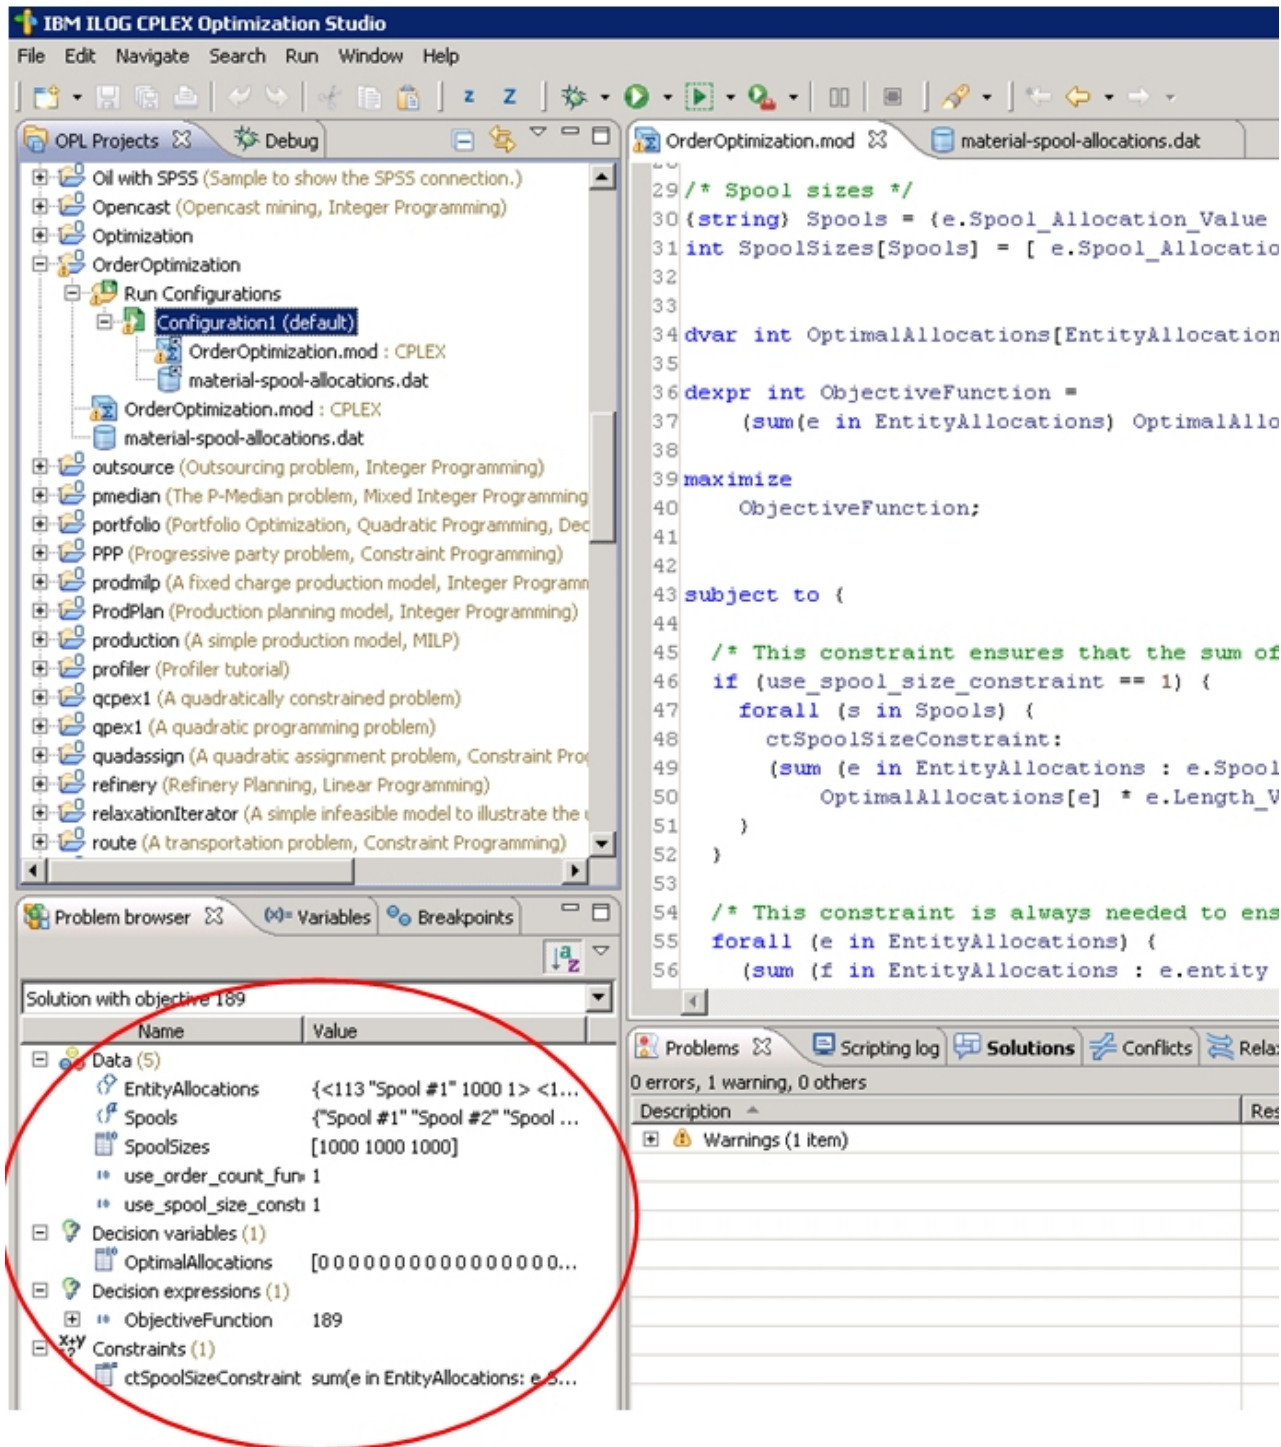 IBM ILOG CPLEX Optimization Studio
File Edit Navigate Search Run Window Help
OPL Projects Debug
Oil with SPSS (Sample to show the SPSS connection.)
Opencast (Opencast mining, Integer Programming)
Optimization
OrderOptimization
Run Configurations
Configuration1 (default)
OrderOptimization.mod : CPLEX
material-spool-allocations.dat
OrderOptimization.mod : CPLEX
material-spool-allocations.dat
outsource (Outsourcing problem, Integer Programming)
pmedian (The P-Median problem, Mixed Integer Programming
portfolio (Portfolio Optimization, Quadratic Programming, Dec
PPP (Progressive party problem, Constraint Programming)
prodmilp (A fixed charge production model, Integer Programm
ProdPlan (Production planning model, Integer Programming)
production (A simple production model, MILP)
profiler (Profiler tutorial)
qcpex1 (A quadratically constrained problem)
qpex1 (A quadratic programming problem)
quadassign (A quadratic assignment problem, Constraint Pro
refinery (Refinery Planning, Linear Programming)
relaxationIterator (A simple infeasible model to illustrate the
route (A transportation problem, Constraint Programming)
OrderOptimization.mod material-spool-allocations.dat
29 /* Spool sizes */
30 {string} Spools = {e.Spool_Allocation_Value
31 int SpoolSizes[Spools] = [ e.Spool_Allocatio
32
33
34 dvar int OptimalAllocations[EntityAllocation
35
36 dexpr int ObjectiveFunction =
37 (sum(e in EntityAllocations) OptimalAllo
38
39 maximize
40 ObjectiveFunction;
41
42
43 subject to {
44
45 /* This constraint ensures that the sum of
46 if (use_spool_size_constraint == 1) {
47 forall (s in Spools) {
48 ctSpoolSizeConstraint:
49 (sum (e in EntityAllocations : e.Spool
50 OptimalAllocations[e] * e.Length_V
51 }
52 }
53
54 /* This constraint is always needed to ens
55 forall (e in EntityAllocations) {
56 (sum (f in EntityAllocations : e.entity
Problem browser (x)= Variables Breakpoints
Solution with objective 189
Name Value
Data (5)
EntityAllocations {<113 "Spool #1" 1000 1> <1...
Spools {"Spool #1" "Spool #2" "Spool ...
SpoolSizes [1000 1000 1000]
use_order_count_fun 1
use_spool_size_consti 1
Decision variables (1)
OptimalAllocations [0 0 0 0 0 0 0 0 0 0 0 0 0 0 0 0 0...
Decision expressions (1)
ObjectiveFunction 189
Constraints (1)
ctSpoolSizeConstraint sum(e in EntityAllocations: e.S...
Problems Scripting log Solutions Conflicts Rela
0 errors, 1 warning, 0 others
Description Res
Warnings (1 item)